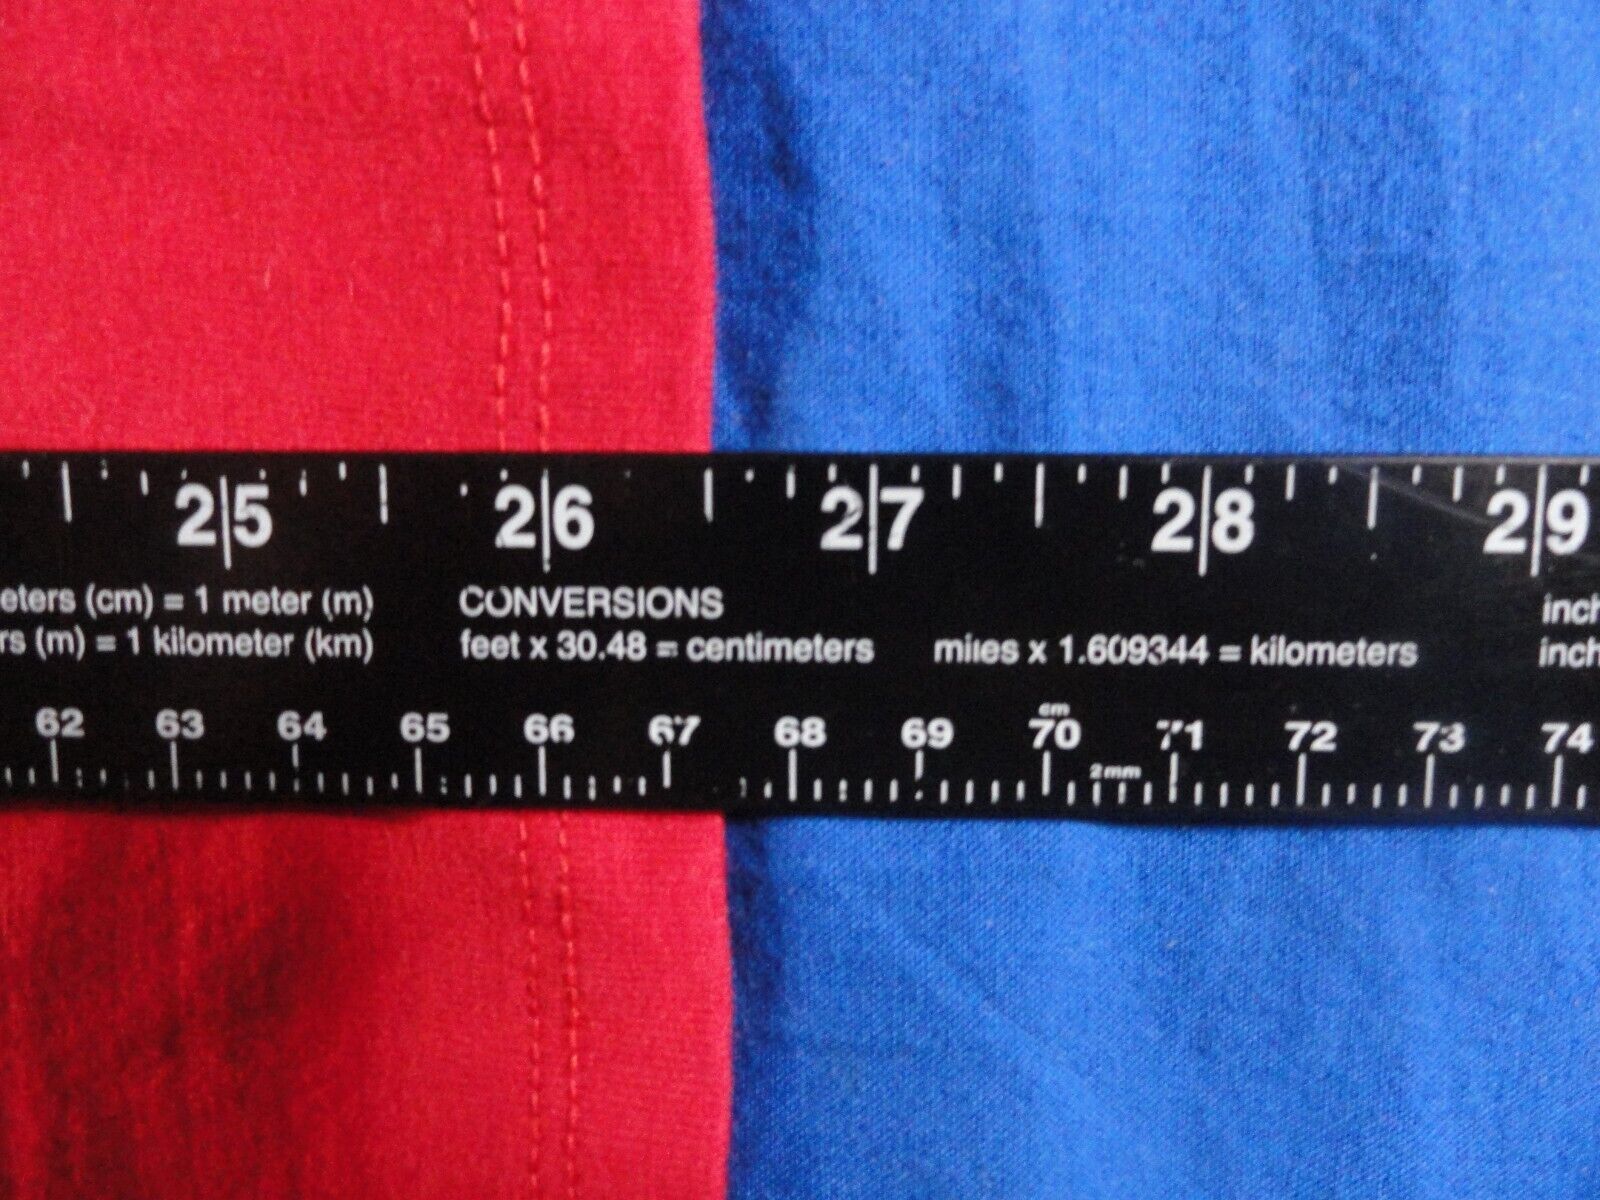 25 26 27 28 29
eters (cm) = 1 meter (m) CONVERSIONS inch
rs (m) = 1 kilometer (km) feet x 30.48 = centimeters miles x 1.609344 = kilometers inch
cm
62 63 64 65 66 67 68 69 70 71 72 73 74
2mm